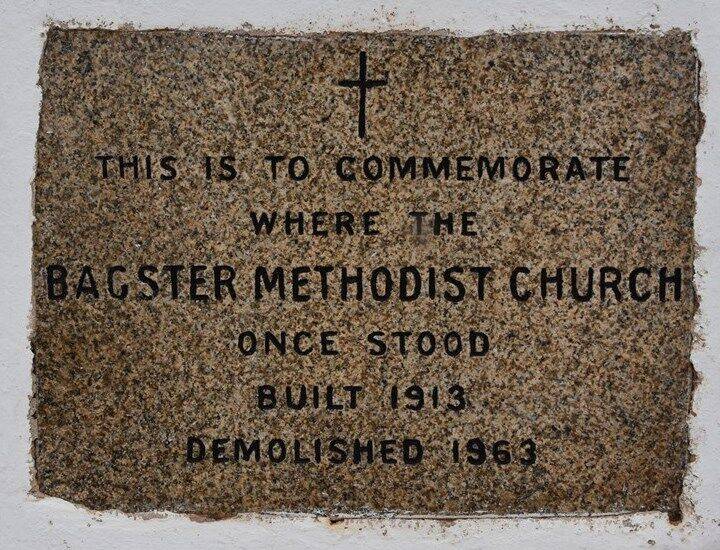 THIS IS TO COMMEMORATE
WHERE THE
BAGSTER METHODIST CHURCH
ONCE STOOD
BUILT 1913
DEMOLISHED 1963